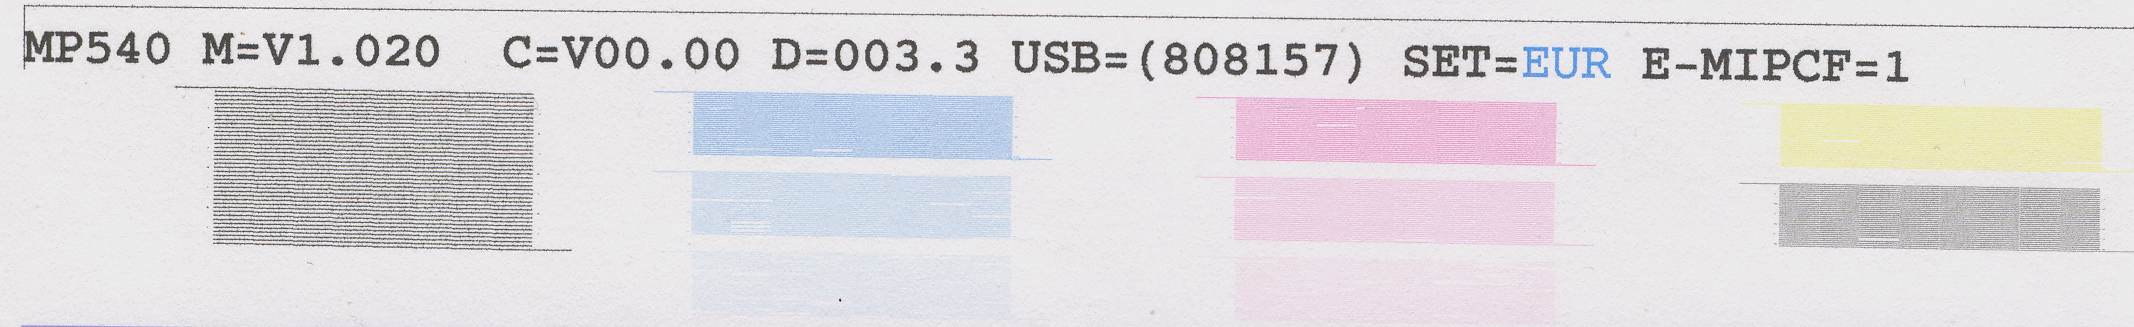 MP540 M=V1.020 C=V00.00 D=003.3 USB=(808157) SET=EUR E-MIPCF=1